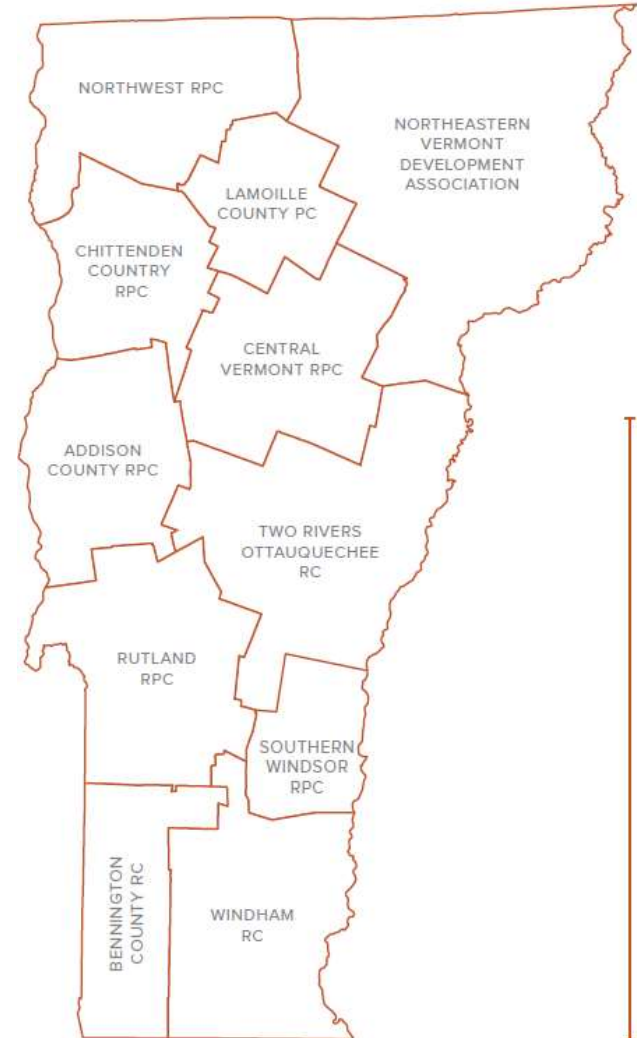 NORTHWEST RPC
NORTHEASTERN
VERMONT
DEVELOPMENT
ASSOCIATION
LAMOILLE
COUNTY PC
CHITTENDEN
COUNTRY
RPC
CENTRAL
VERMONT RPC
ADDISON
COUNTY RPC
TWO RIVERS
OTTAUQUECHEE
RC
RUTLAND
RPC
SOUTHERN
WINDSOR
RPC
BENNINGTON
COUNTY RC
WINDHAM
RC